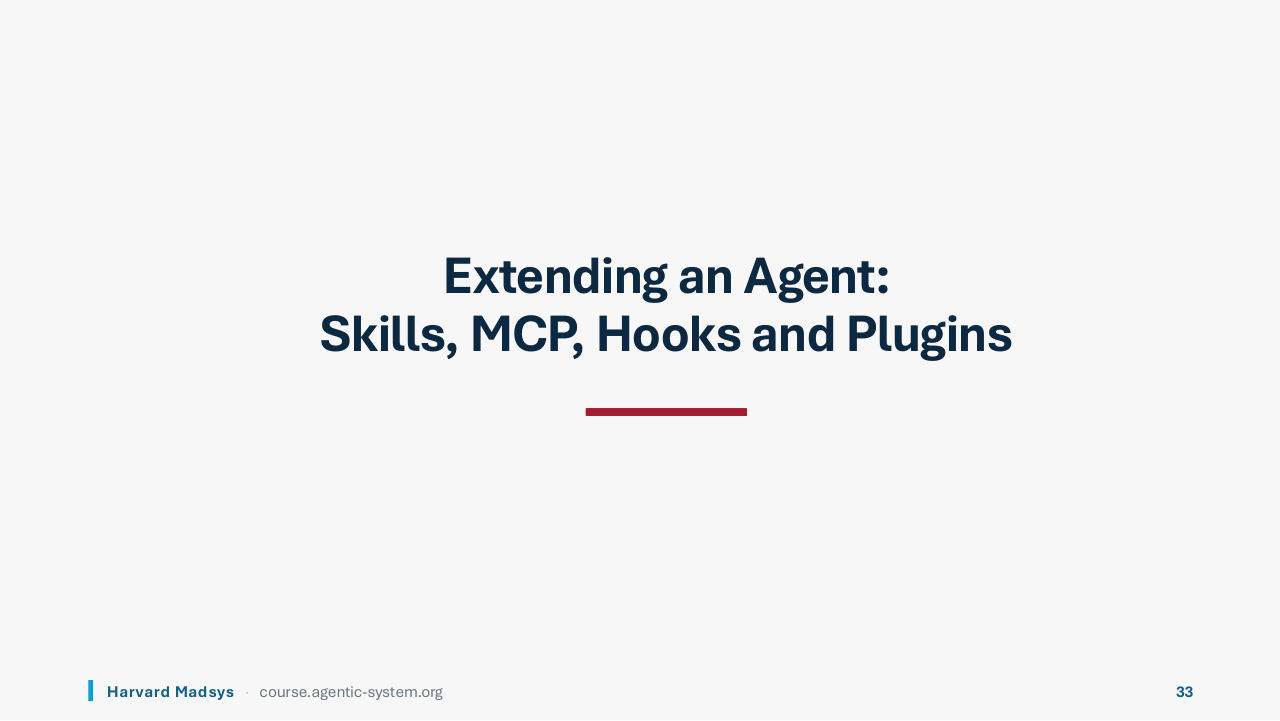 Extending an Agent:
Skills, MCP, Hooks and Plugins
Harvard Madsys · course.agentic-system.org
33